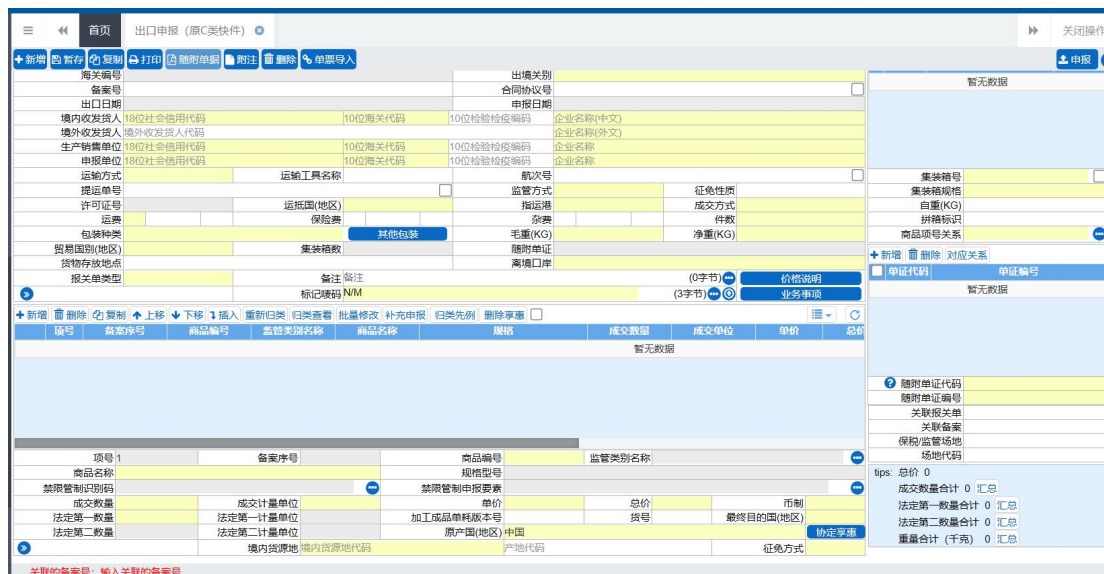 首页 出口申报（原C类快件） 关闭操作
新增 暂存 复制 打印 随附单据 附注 删除 单票导入 申报
海关编号 出境关别
备案号 合同协议号
出口日期 申报日期
境内收发货人 18位社会信用代码 10位海关代码 10位检验检疫编码 企业名称(中文)
境外收发货人 境外收发货人代码 企业名称(外文)
生产销售单位 18位社会信用代码 10位海关代码 10位检验检疫编码 企业名称
申报单位 18位社会信用代码 10位海关代码 10位检验检疫编码 企业名称
运输方式 运输工具名称 航次号
提运单号 监管方式 征免性质
许可证号 运抵国(地区) 指运港 成交方式
运费 保险费 杂费 件数
包装种类 其他包装 毛重(KG) 净重(KG)
贸易国别(地区) 集装箱数 随附单证
货物存放地点 离境口岸
报关单类型 备注 备注 (0字节) 价格说明
标记唛码 N/M (3字节) 业务事项
新增 删除 复制 上移 下移 插入 重新归类 归类查看 批量修改 补充申报 归类先例 删除享惠
项号 备案序号 商品编号 监管类别名称 商品名称 规格 成交数量 成交单位 单价 总价
暂无数据
项号 1 备案序号 商品编号 监管类别名称
商品名称 规格型号
禁限管制识别码 禁限管制申报要素
成交数量 成交计量单位 单价 总价 币制
法定第一数量 法定第一计量单位 加工成品单耗版本号 货号 最终目的国(地区)
法定第二数量 法定第二计量单位 原产国(地区) 中国 协定享惠
境内货源地 境内货源地代码 产地代码 征免方式
关联的备案号：输入关联的备案号
暂无数据
集装箱号
集装箱规格
自重(KG)
拼箱标识
商品项号关系
新增 删除 对应关系
单证代码 单证编号
暂无数据
随附单证代码
随附单证编号
关联报关单
关联备案
保税/监管场地
场地代码
tips: 总价 0
成交数量合计 0 汇总
法定第一数量合计 0 汇总
法定第二数量合计 0 汇总
重量合计（千克） 0 汇总